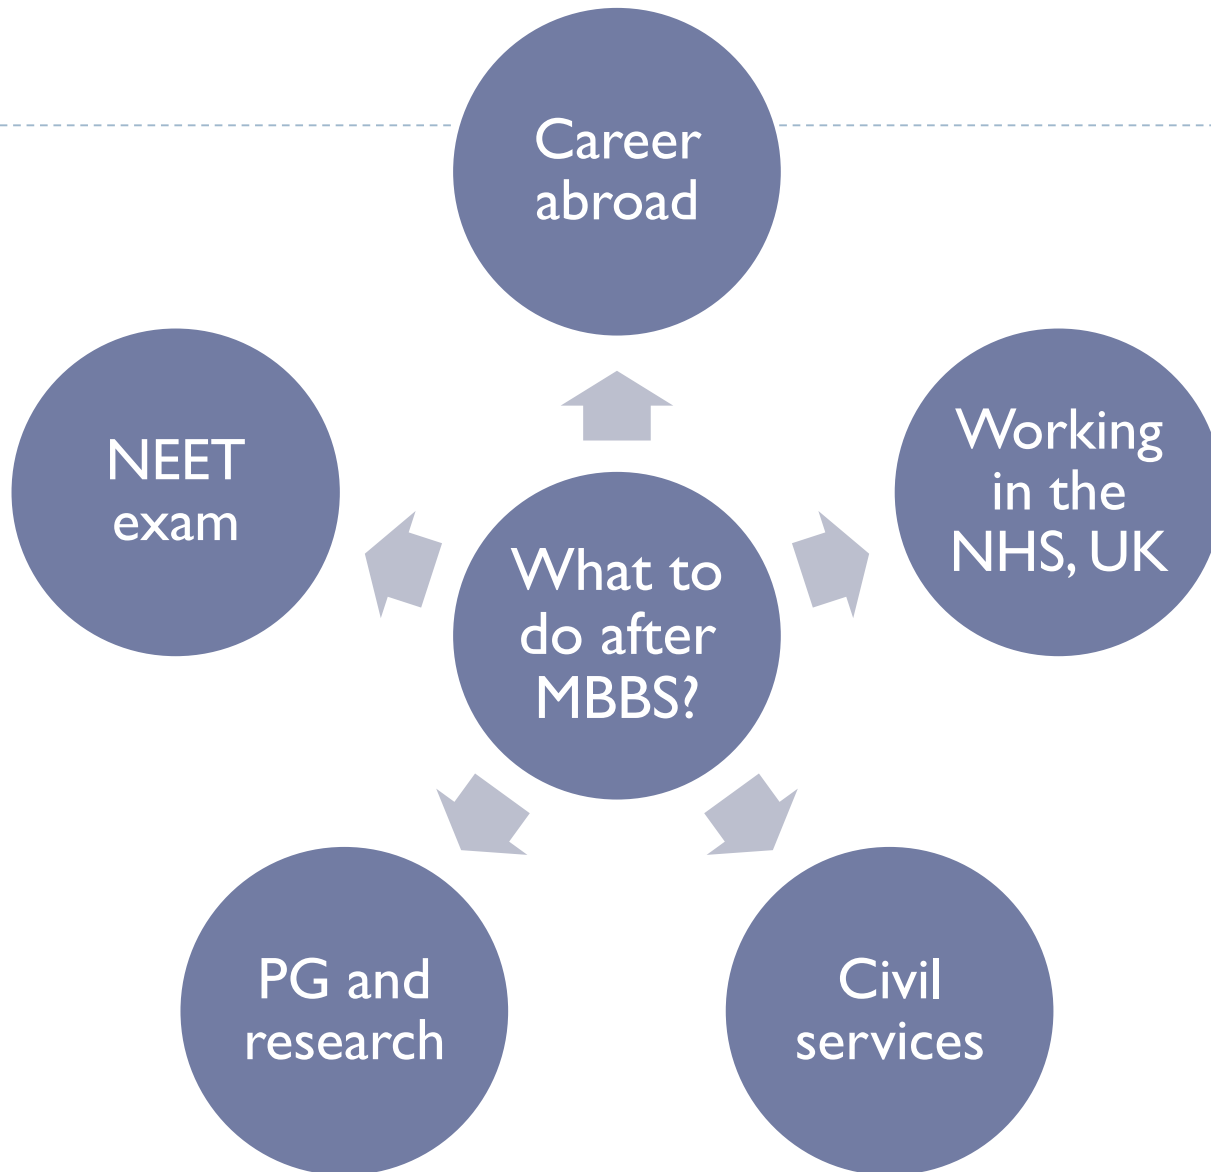 Career
abroad
Working
in the
NHS, UK
Civil
services
PG and
research
NEET
exam
What to
do after
MBBS?